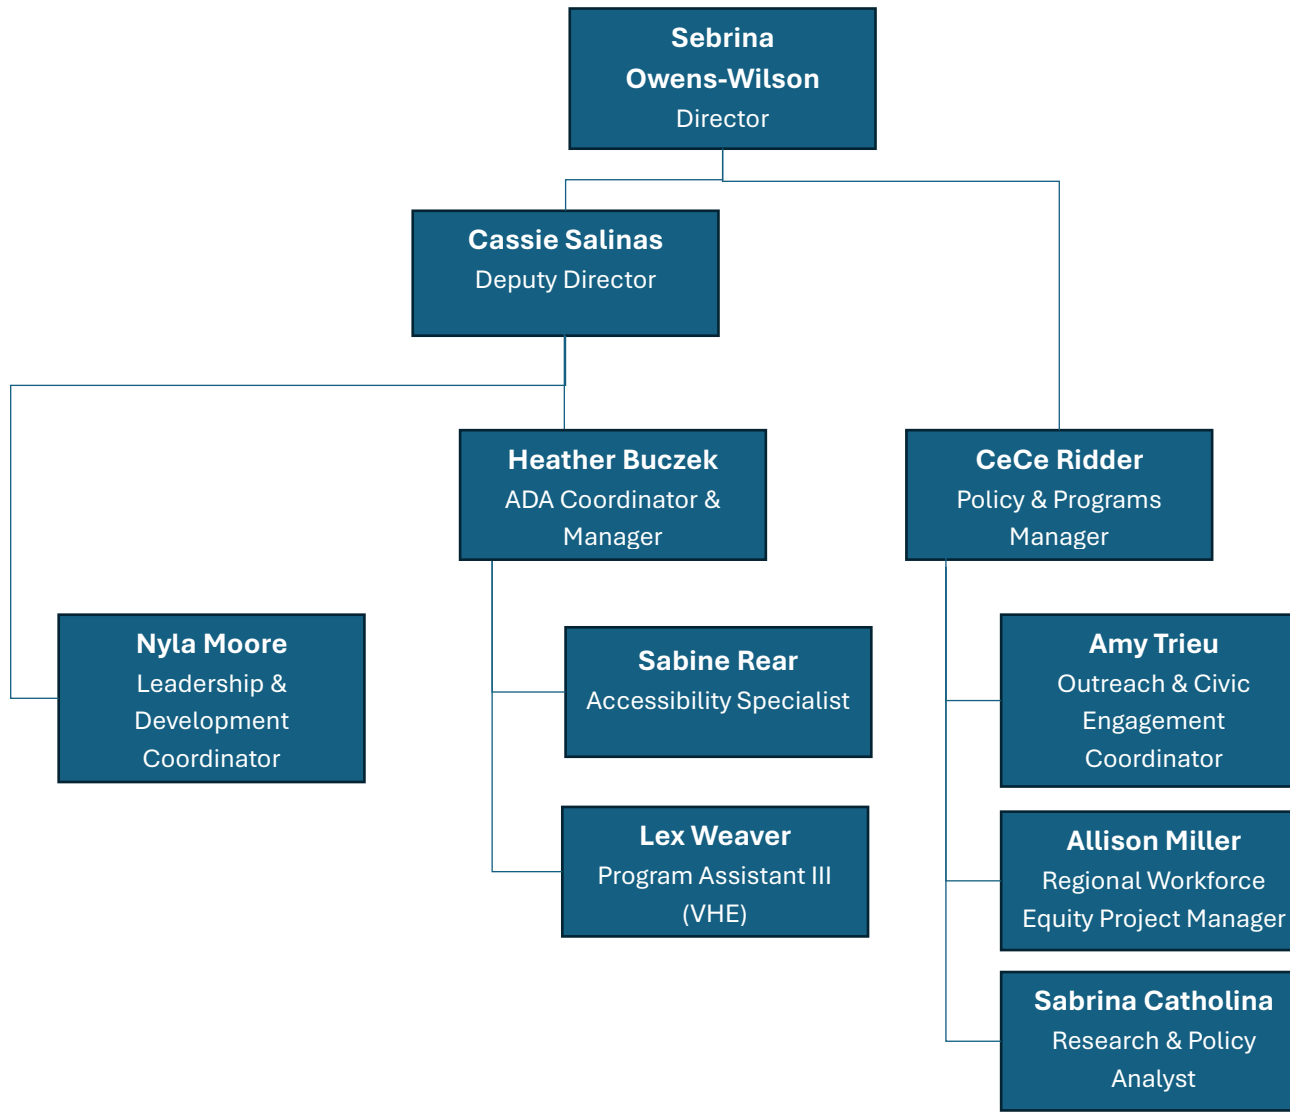 Sebrina
Owens-Wilson
Director
Cassie Salinas
Deputy Director
Heather Buczek
ADA Coordinator &
Manager
CeCe Ridder
Policy & Programs
Manager
Nyla Moore
Leadership &
Development
Coordinator
Sabine Rear
Accessibility Specialist
Lex Weaver
Program Assistant III
(VHE)
Amy Trieu
Outreach & Civic
Engagement
Coordinator
Allison Miller
Regional Workforce
Equity Project Manager
Sabrina Catholina
Research & Policy
Analyst